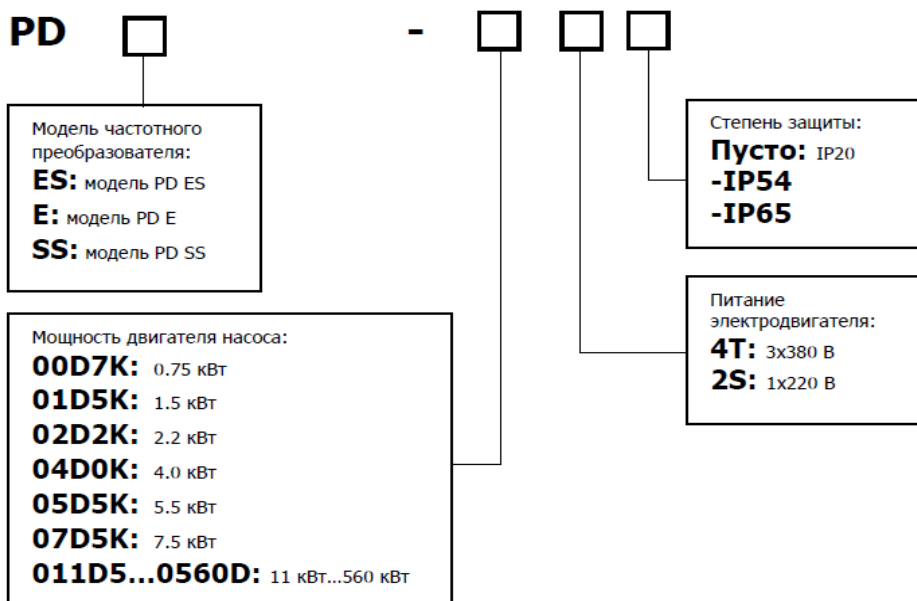 PD -
Модель частотного
преобразователя:
ES: модель PD ES
E: модель PD E
SS: модель PD SS
Степень защиты:
Пусто: IP20
-IP54
-IP65
Питание
электродвигателя:
4T: 3x380 В
2S: 1x220 В
Мощность двигателя насоса:
00D7K: 0.75 кВт
01D5K: 1.5 кВт
02D2K: 2.2 кВт
04D0K: 4.0 кВт
05D5K: 5.5 кВт
07D5K: 7.5 кВт
011D5...0560D: 11 кВт...560 кВт